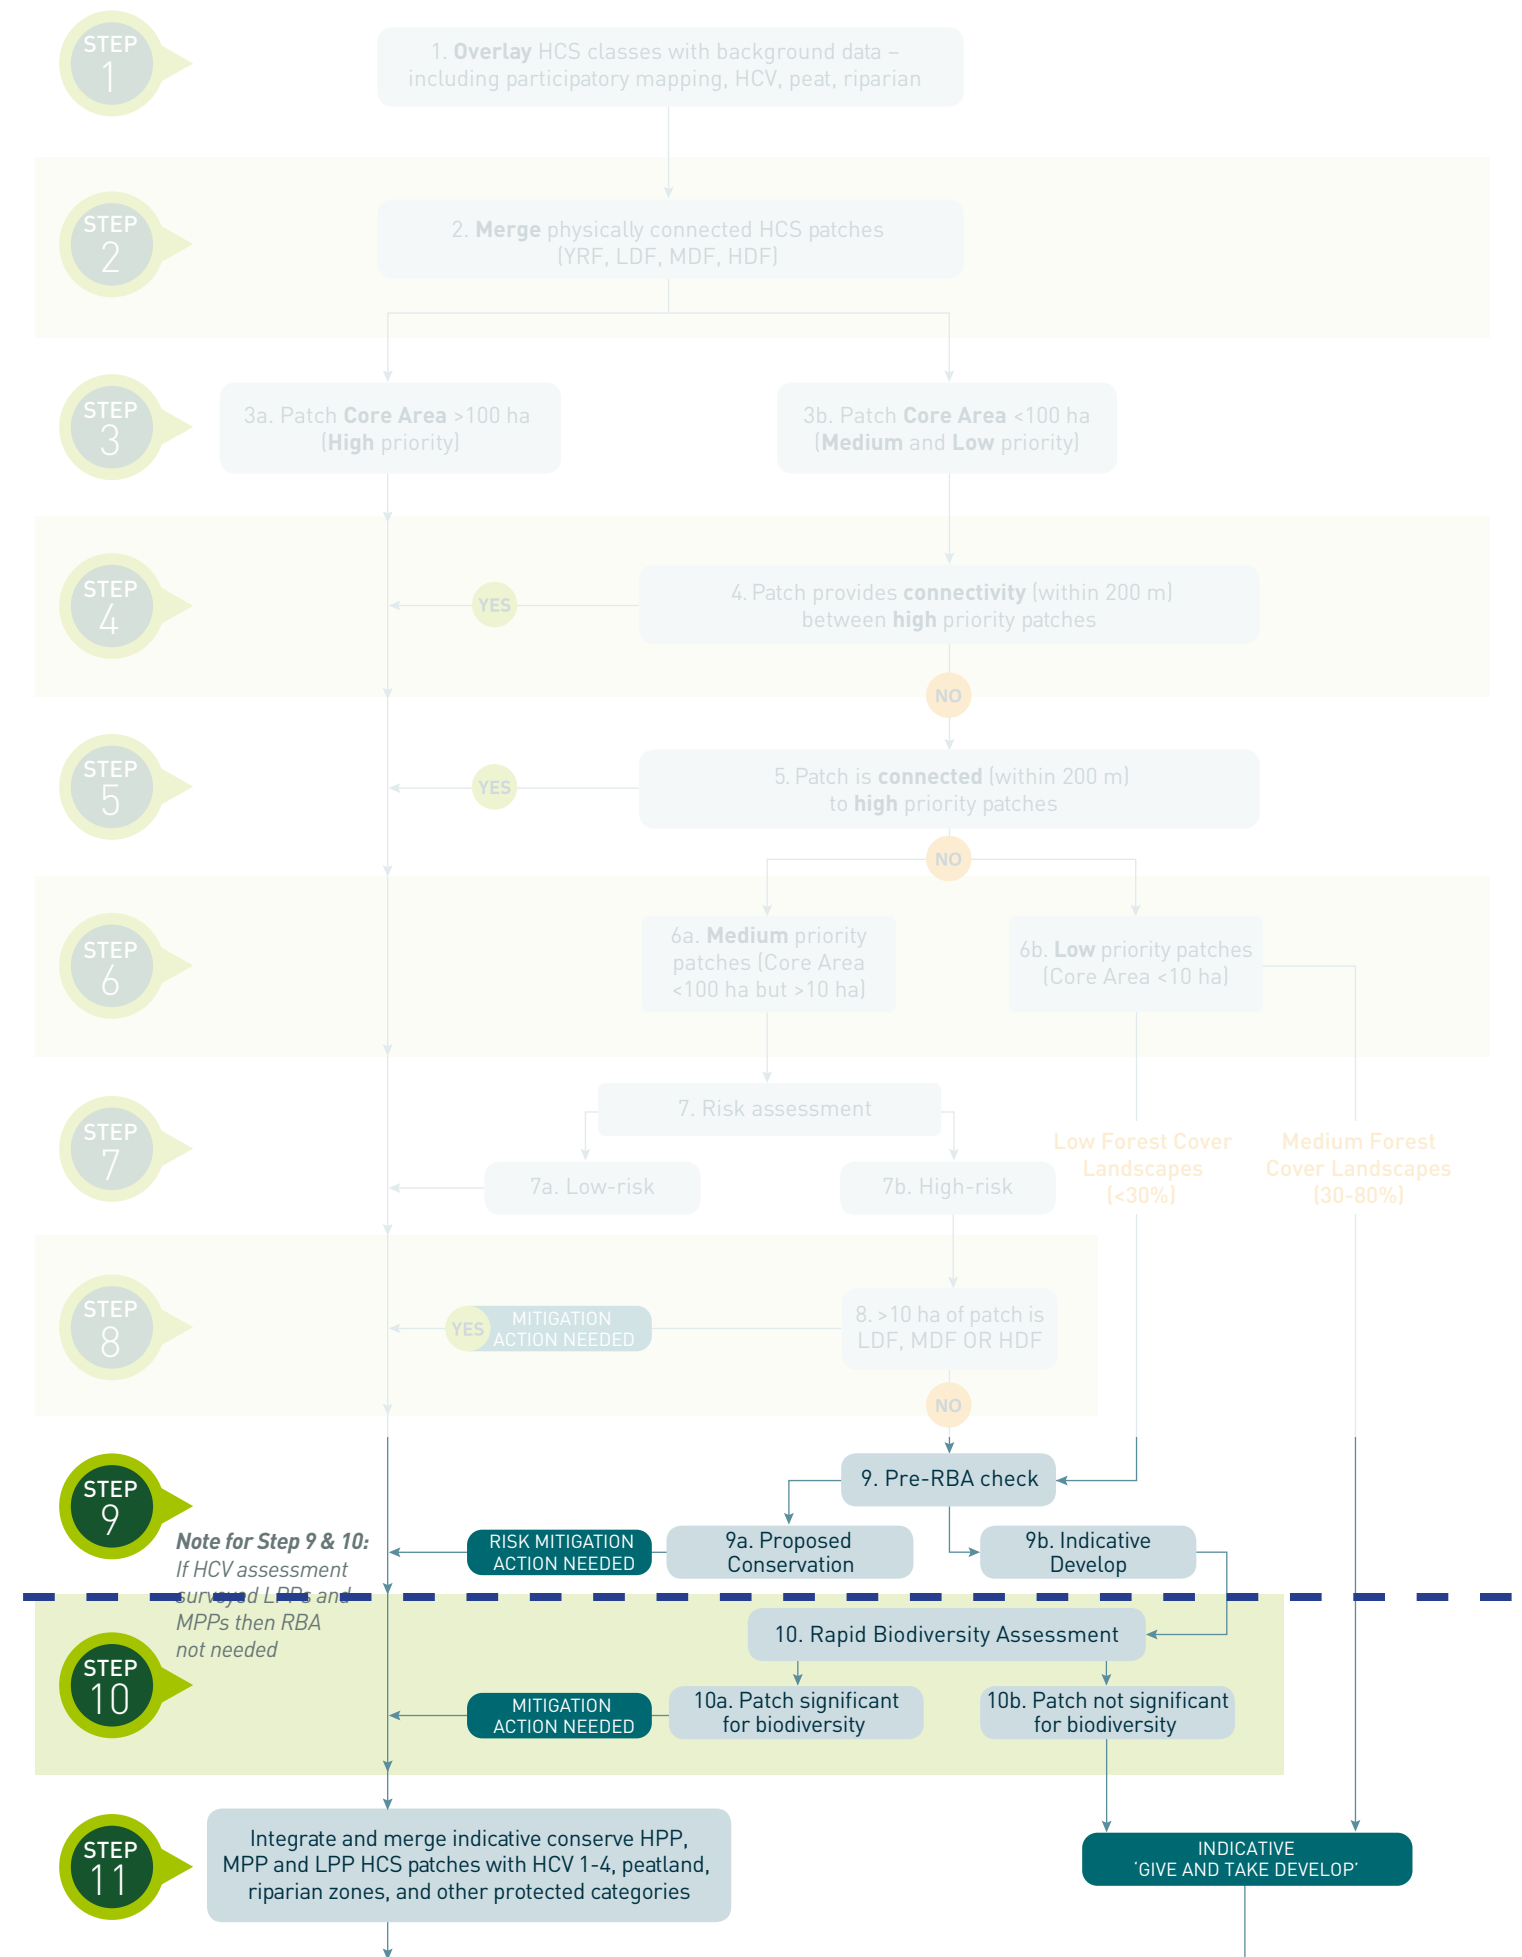 STEP
1
1. Overlay HCS classes with background data –
including participatory mapping, HCV, peat, riparian
STEP
2
2. Merge physically connected HCS patches
(YRF, LDF, MDF, HDF)
STEP
3
3a. Patch Core Area >100 ha
(High priority)
3b. Patch Core Area <100 ha
(Medium and Low priority)
STEP
4
YES
4. Patch provides connectivity (within 200 m)
between high priority patches
NO
STEP
5
YES
5. Patch is connected (within 200 m)
to high priority patches
NO
STEP
6
6a. Medium priority
patches (Core Area
<100 ha but >10 ha)
6b. Low priority patches
(Core Area <10 ha)
STEP
7
7. Risk assessment
7a. Low-risk
7b. High-risk
Low Forest Cover
Landscapes
(<30%)
Medium Forest
Cover Landscapes
(30-80%)
STEP
8
YES
MITIGATION
ACTION NEEDED
8. >10 ha of patch is
LDF, MDF OR HDF
NO
STEP
9
9. Pre-RBA check
Note for Step 9 & 10:
If HCV assessment
surveyed LPPs and
MPPs then RBA
not needed
RISK MITIGATION
ACTION NEEDED
9a. Proposed
Conservation
9b. Indicative
Develop
STEP
10
10. Rapid Biodiversity Assessment
MITIGATION
ACTION NEEDED
10a. Patch significant
for biodiversity
10b. Patch not significant
for biodiversity
STEP
11
Integrate and merge indicative conserve HPP,
MPP and LPP HCS patches with HCV 1-4, peatland,
riparian zones, and other protected categories
INDICATIVE
‘GIVE AND TAKE DEVELOP’